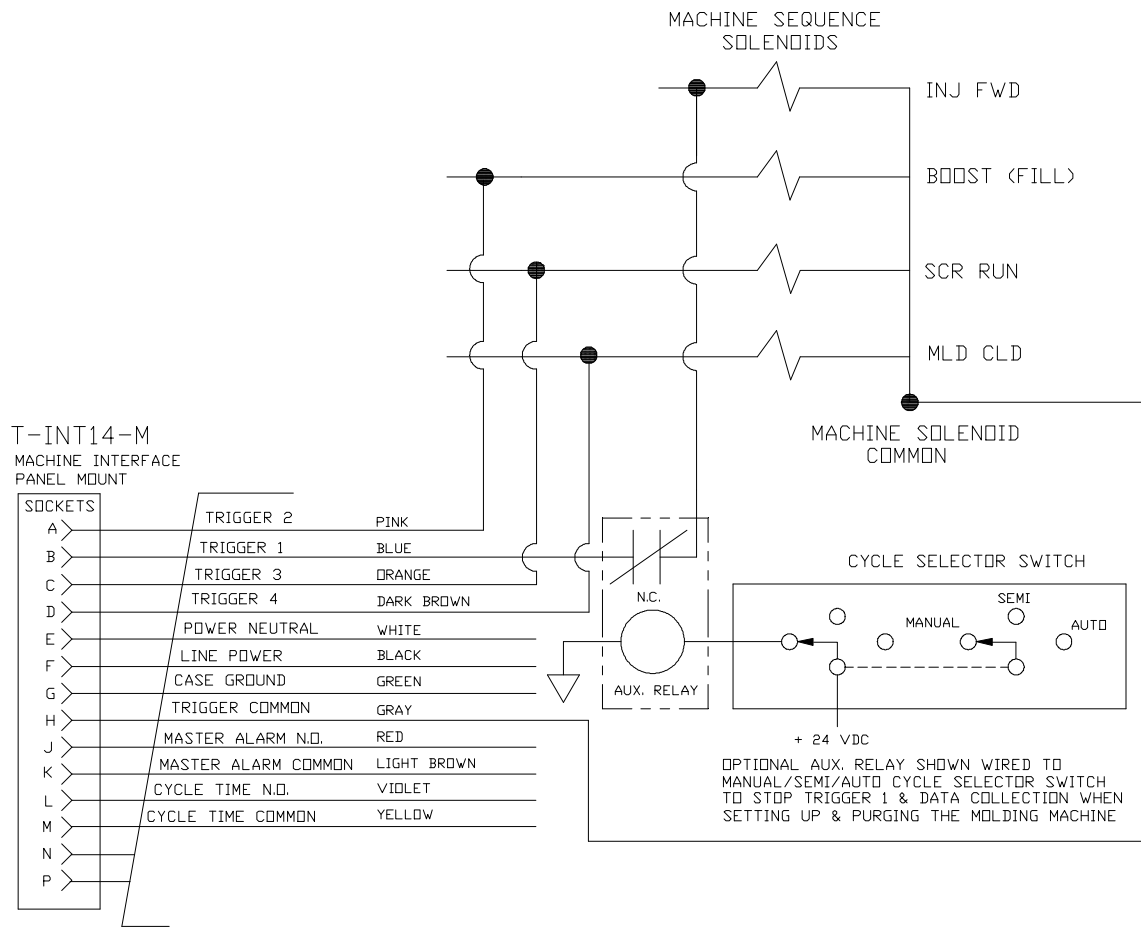 MACHINE SEQUENCE
SOLENOIDS
INJ FWD
BOOST (FILL)
SCR RUN
MLD CLD
MACHINE SOLENOID
COMMON
T-INT14-M
MACHINE INTERFACE
PANEL MOUNT
SOCKETS
A TRIGGER 2 PINK
B TRIGGER 1 BLUE
C TRIGGER 3 ORANGE
D TRIGGER 4 DARK BROWN
E POWER NEUTRAL WHITE
F LINE POWER BLACK
G CASE GROUND GREEN
H TRIGGER COMMON GRAY
J MASTER ALARM N.O. RED
K MASTER ALARM COMMON LIGHT BROWN
L CYCLE TIME N.O. VIOLET
M CYCLE TIME COMMON YELLOW
N
P
N.C.
AUX. RELAY
CYCLE SELECTOR SWITCH
SEMI
MANUAL
AUTO
+ 24 VDC
OPTIONAL AUX. RELAY SHOWN WIRED TO
MANUAL/SEMI/AUTO CYCLE SELECTOR SWITCH
TO STOP TRIGGER 1 & DATA COLLECTION WHEN
SETTING UP & PURGING THE MOLDING MACHINE